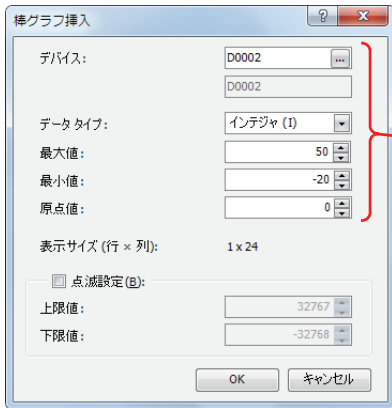 棒グラフ挿入
デバイス: D0002 ...
D0002
データ タイプ: インテジャ (I)
最大値: 50
最小値: -20
原点値: 0
表示サイズ (行 × 列): 1 x 24
点滅設定(B):
上限値: 32767
下限値: -32768
OK キャンセル